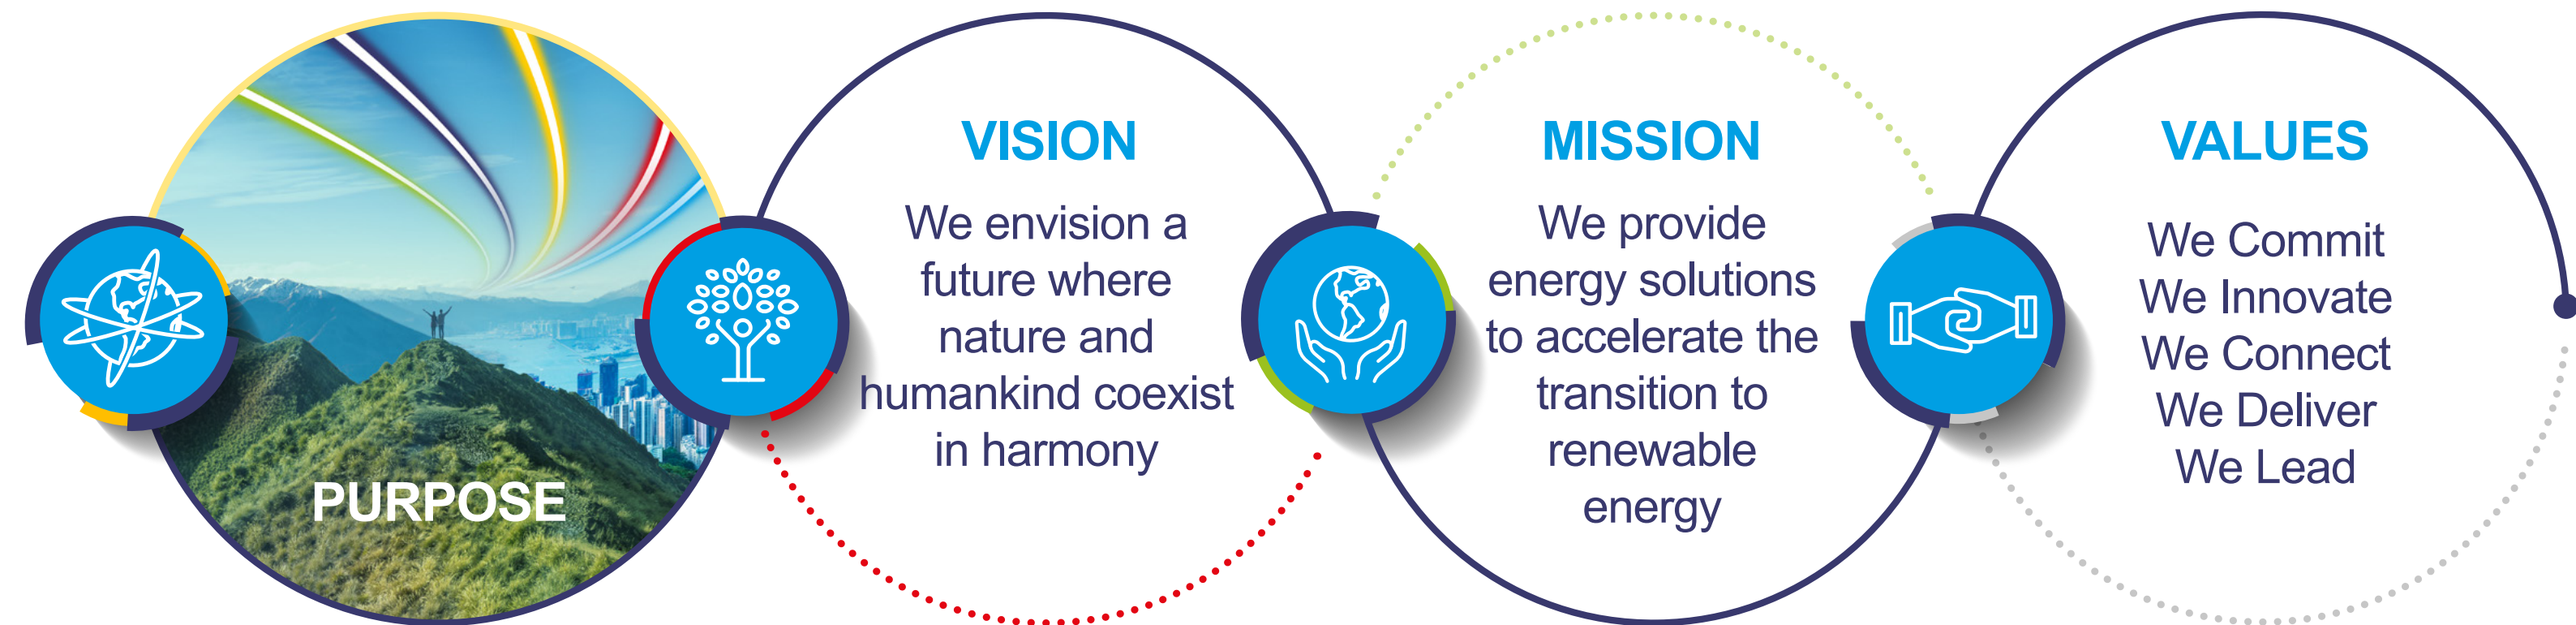 PURPOSE
VISION
We envision a
future where
nature and
humankind coexist
in harmony
MISSION
We provide
energy solutions
to accelerate the
transition to
renewable
energy
VALUES
We Commit
We Innovate
We Connect
We Deliver
We Lead